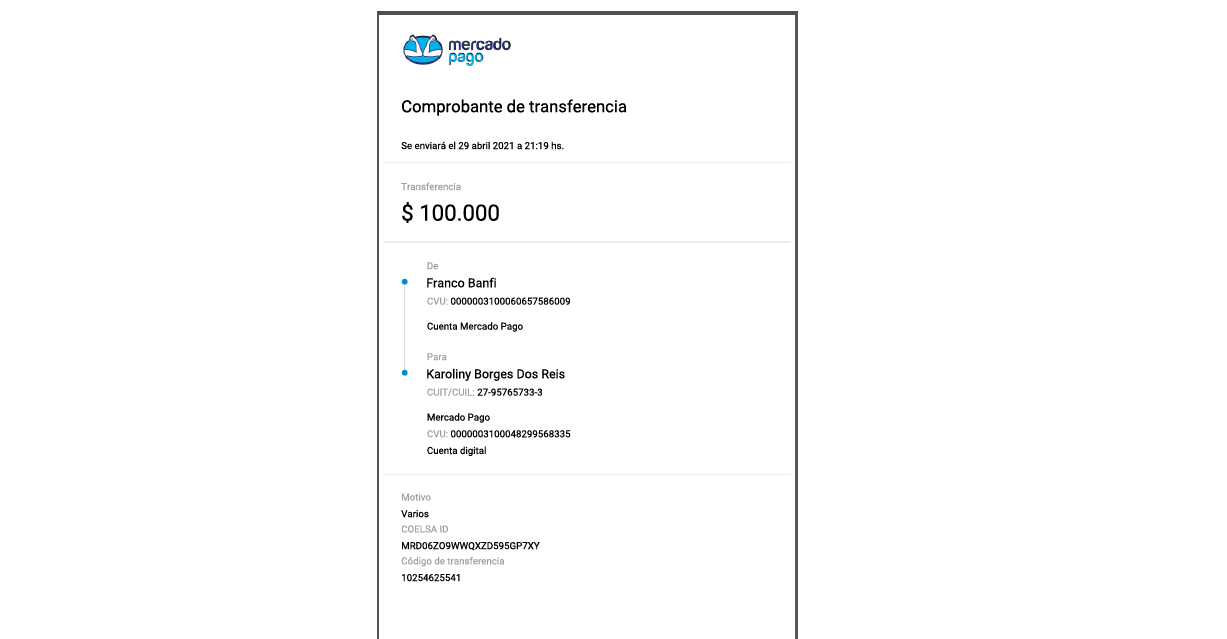 mercado
pago
Comprobante de transferencia
Se enviará el 29 abril 2021 a 21:19 hs.
Transferencia
$ 100.000
De
Franco Banfi
CVU: 0000003100060657586009
Cuenta Mercado Pago
Para
Karoliny Borges Dos Reis
CUIT/CUIL: 27-95765733-3
Mercado Pago
CVU: 0000003100048299568335
Cuenta digital
Motivo
Varios
COELSA ID
MRD06ZO9WWQXZD595GP7XY
Código de transferencia
10254625541